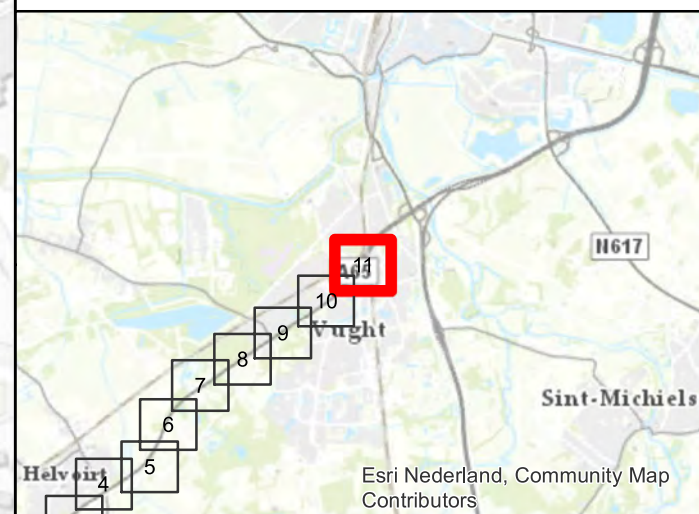 N617
11
10
Vught
9
8
7
Sint-Michiels
6
5
Helvoirt
4
Esri Nederland, Community Map
Contributors